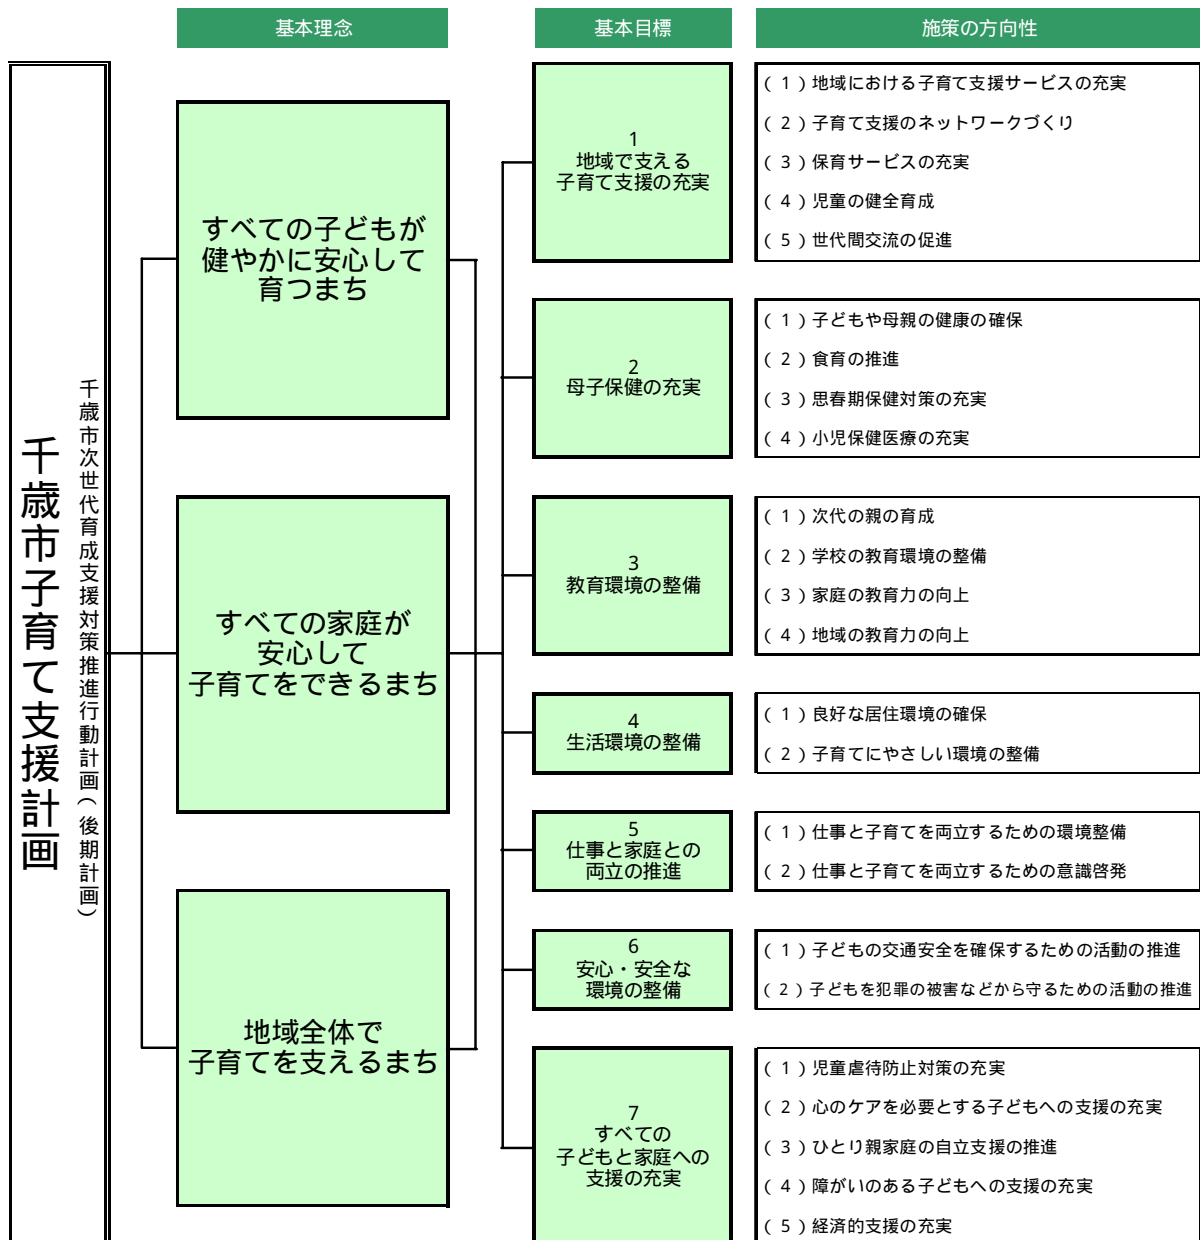 基本理念
基本目標
施策の方向性
千歳市子育て支援計画
千歳市次世代育成支援対策推進行動計画（後期計画）
すべての子どもが
健やかに安心して
育つまち
すべての家庭が
安心して
子育てをできるまち
地域全体で
子育てを支えるまち
1
地域で支える
子育て支援の充実
（１）地域における子育て支援サービスの充実
（２）子育て支援のネットワークづくり
（３）保育サービスの充実
（４）児童の健全育成
（５）世代間交流の促進
2
母子保健の充実
（１）子どもや母親の健康の確保
（２）食育の推進
（３）思春期保健対策の充実
（４）小児保健医療の充実
3
教育環境の整備
（１）次代の親の育成
（２）学校の教育環境の整備
（３）家庭の教育力の向上
（４）地域の教育力の向上
4
生活環境の整備
（１）良好な居住環境の確保
（２）子育てにやさしい環境の整備
5
仕事と家庭との
両立の推進
（１）仕事と子育てを両立するための環境整備
（２）仕事と子育てを両立するための意識啓発
6
安心・安全な
環境の整備
（１）子どもの交通安全を確保するための活動の推進
（２）子どもを犯罪の被害などから守るための活動の推進
7
すべての
子どもと家庭への
支援の充実
（１）児童虐待防止対策の充実
（２）心のケアを必要とする子どもへの支援の充実
（３）ひとり親家庭の自立支援の推進
（４）障がいのある子どもへの支援の充実
（５）経済的支援の充実